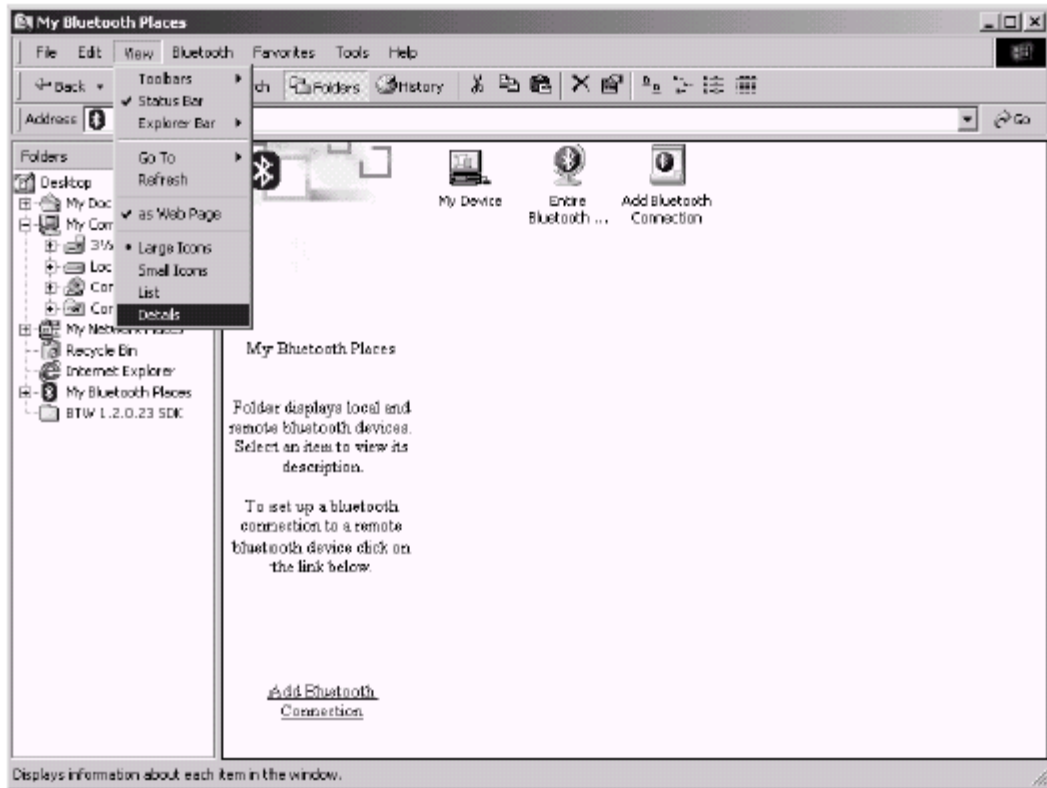 My Bluetooth Places
File Edit View Bluetooth Favorites Tools Help
Back ch Folders History
Address Go
Toolbars
Status Bar
Explorer Bar
Go To
Refresh
as Web Page
Large Icons
Small Icons
List
Details
Folders
Desktop
My Doc
My Com
3½
Loc
Con
Con
My Network Places
Recycle Bin
Internet Explorer
My Bluetooth Places
BTW 1.2.0.23 SDK
My Device
Entire
Bluetooth ...
Add Bluetooth
Connection
My Bluetooth Places
Folder displays local and
remote bluetooth devices.
Select an item to view its
description.
To set up a bluetooth
connection to a remote
bluetooth device click on
the link below.
Add Bluetooth
Connection
Displays information about each item in the window.